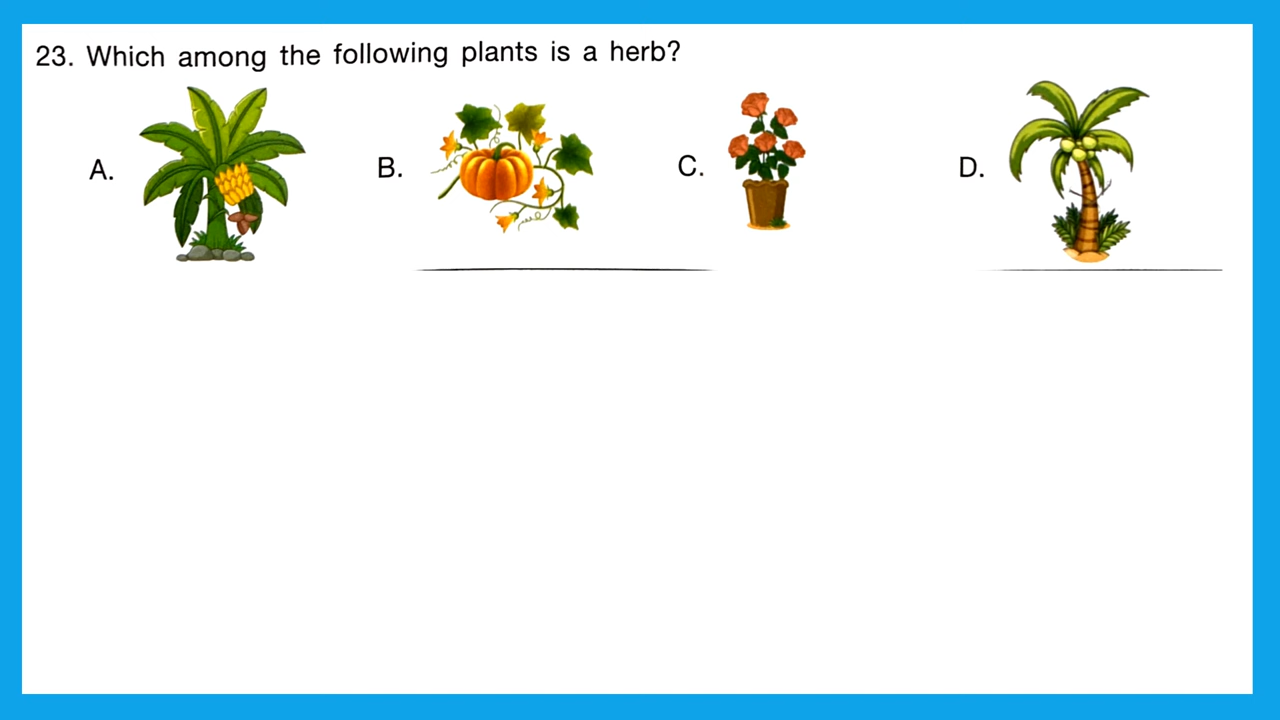 23. Which among the following plants is a herb?
A. B. C. D.